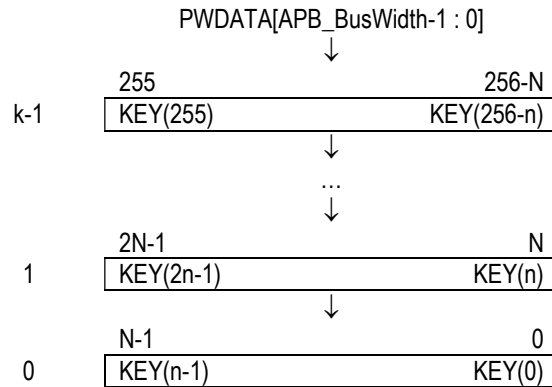 PWDATA[APB_BusWidth-1 : 0]
↓
255 256-N
k-1 KEY(255) KEY(256-n)
↓
…
↓
2N-1 N
1 KEY(2n-1) KEY(n)
↓
N-1 0
0 KEY(n-1) KEY(0)